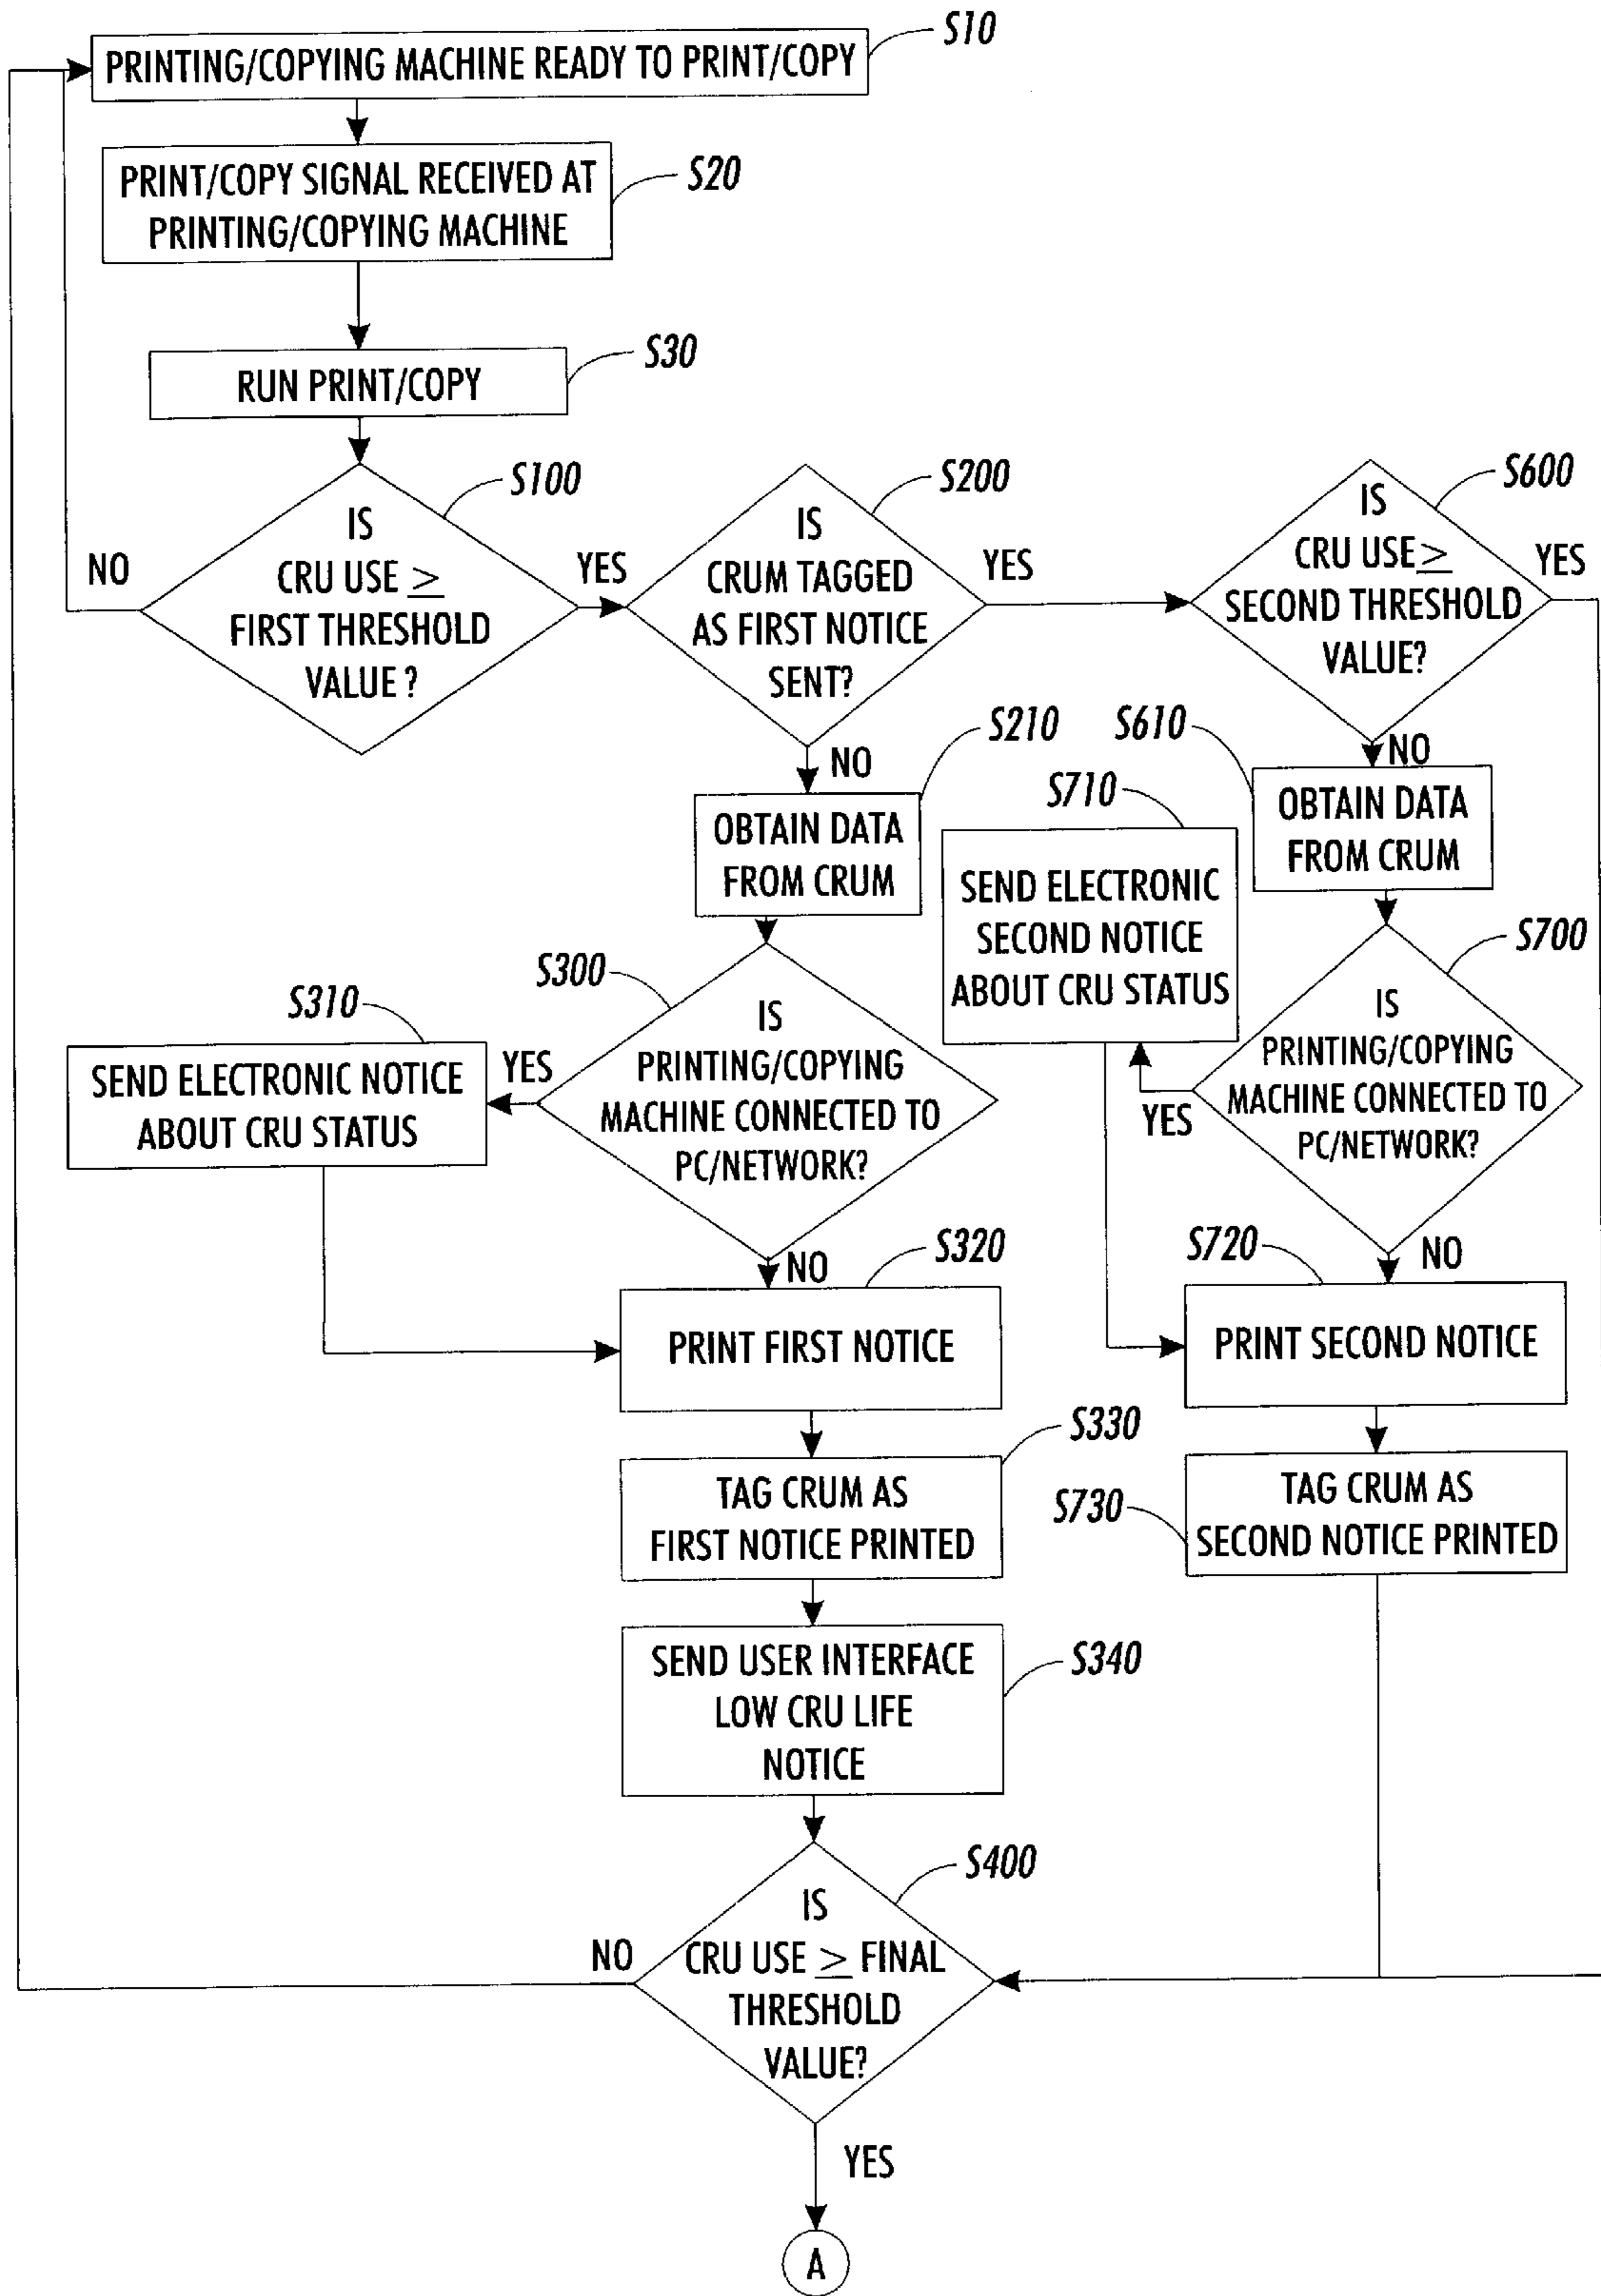 S10
PRINTING/COPYING MACHINE READY TO PRINT/COPY
S20
PRINT/COPY SIGNAL RECEIVED AT
PRINTING/COPYING MACHINE
S30
RUN PRINT/COPY
S100
IS
CRU USE ≥
FIRST THRESHOLD
VALUE ?
NO
YES
S200
IS
CRUM TAGGED
AS FIRST NOTICE
SENT?
YES
NO
S600
IS
CRU USE ≥
SECOND THRESHOLD
VALUE?
YES
NO
S210
OBTAIN DATA
FROM CRUM
S610
OBTAIN DATA
FROM CRUM
S710
SEND ELECTRONIC
SECOND NOTICE
ABOUT CRU STATUS
S300
IS
PRINTING/COPYING
MACHINE CONNECTED TO
PC/NETWORK?
YES
NO
S310
SEND ELECTRONIC NOTICE
ABOUT CRU STATUS
S700
IS
PRINTING/COPYING
MACHINE CONNECTED TO
PC/NETWORK?
YES
NO
S320
PRINT FIRST NOTICE
S720
PRINT SECOND NOTICE
S330
TAG CRUM AS
FIRST NOTICE PRINTED
S730
TAG CRUM AS
SECOND NOTICE PRINTED
S340
SEND USER INTERFACE
LOW CRU LIFE
NOTICE
S400
IS
CRU USE ≥ FINAL
THRESHOLD
VALUE?
NO
YES
A